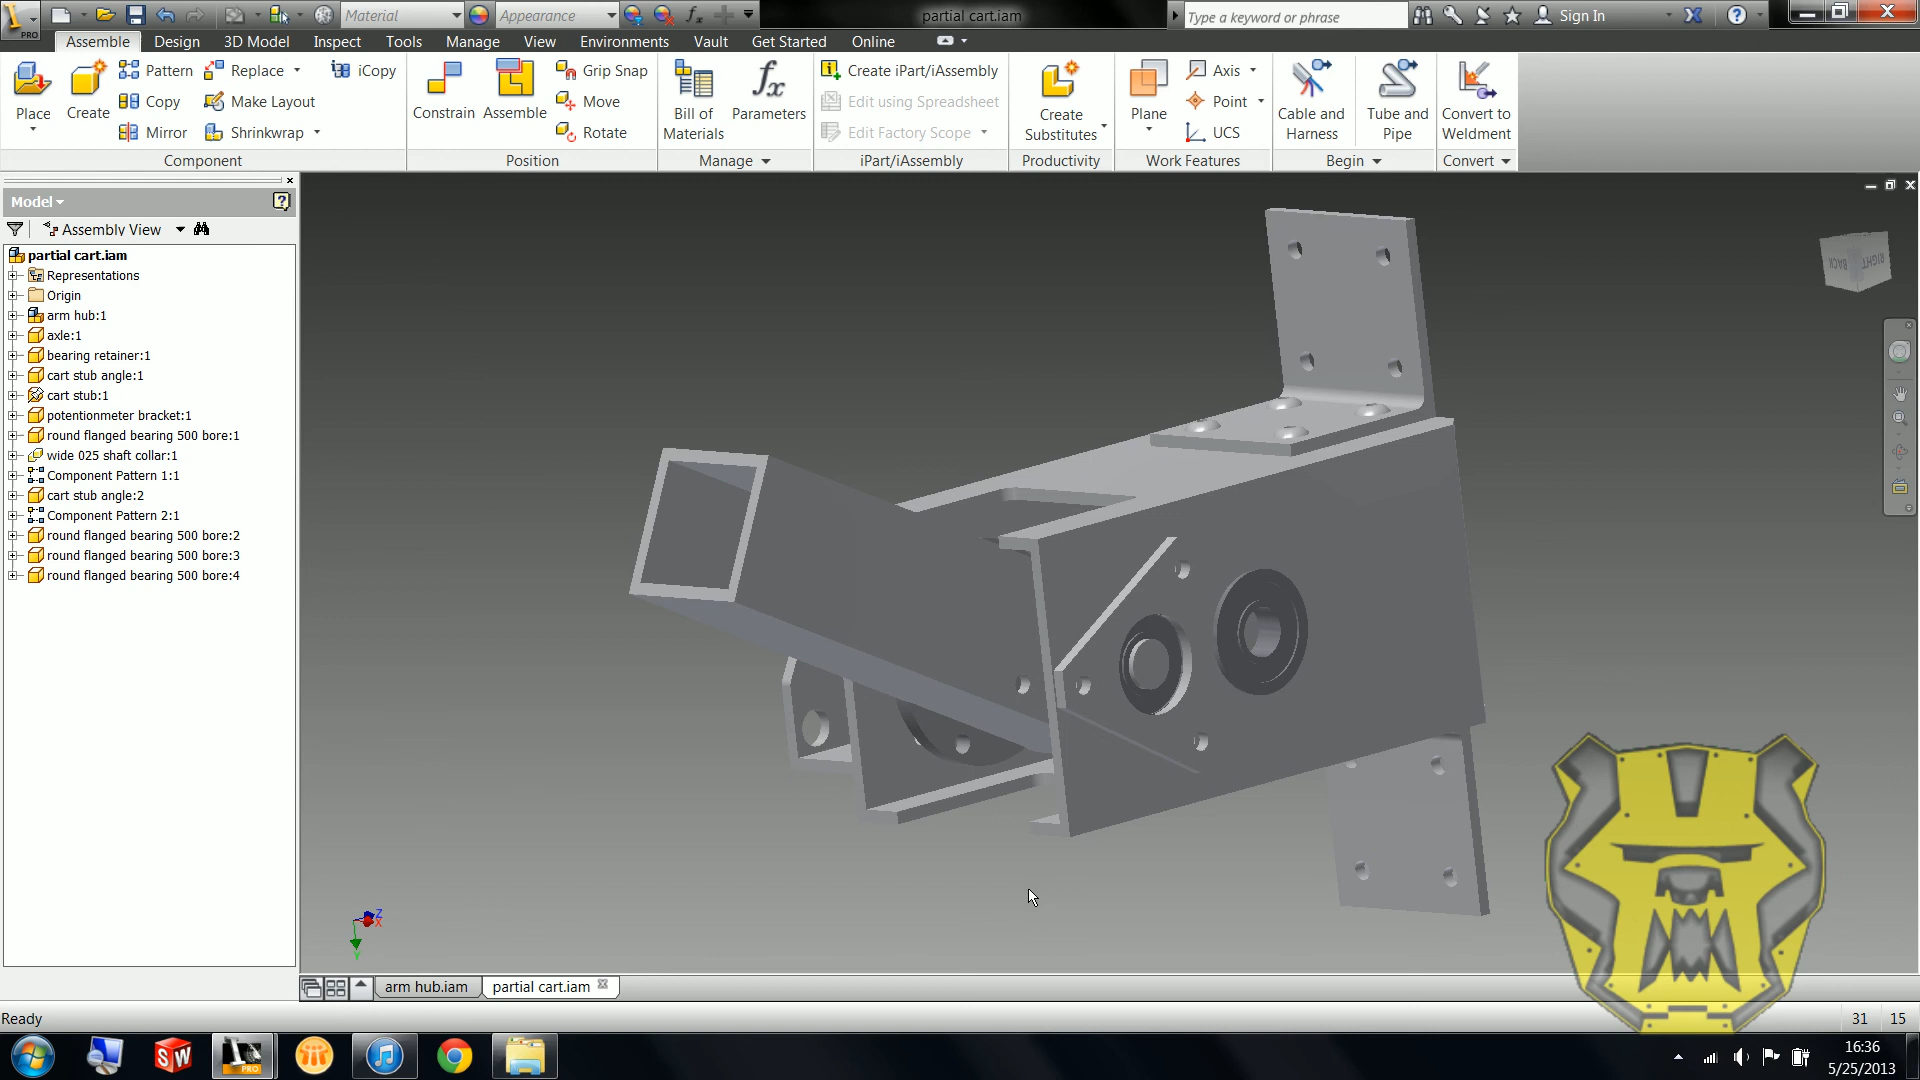 PRO
Material
Appearance
partial cart.iam
Type a keyword or phrase
Sign In
Assemble
Design
3D Model
Inspect
Tools
Manage
View
Environments
Vault
Get Started
Online
Place
Create
Pattern
Copy
Mirror
Replace
Make Layout
Shrinkwrap
iCopy
Component
Constrain
Assemble
Grip Snap
Move
Rotate
Position
Bill of
Materials
Parameters
Manage
Create iPart/iAssembly
Edit using Spreadsheet
Edit Factory Scope
iPart/iAssembly
Create
Substitutes
Productivity
Plane
Axis
Point
UCS
Work Features
Cable and
Harness
Tube and
Pipe
Begin
Convert to
Weldment
Convert
Model
Assembly View
partial cart.iam
Representations
Origin
arm hub:1
axle:1
bearing retainer:1
cart stub angle:1
cart stub:1
potentionmeter bracket:1
round flanged bearing 500 bore:1
wide 025 shaft collar:1
Component Pattern 1:1
cart stub angle:2
Component Pattern 2:1
round flanged bearing 500 bore:2
round flanged bearing 500 bore:3
round flanged bearing 500 bore:4
BACK
RIGHT
Z
X
Y
arm hub.iam
partial cart.iam
Ready
31
15
SW
PRO
16:36
5/25/2013